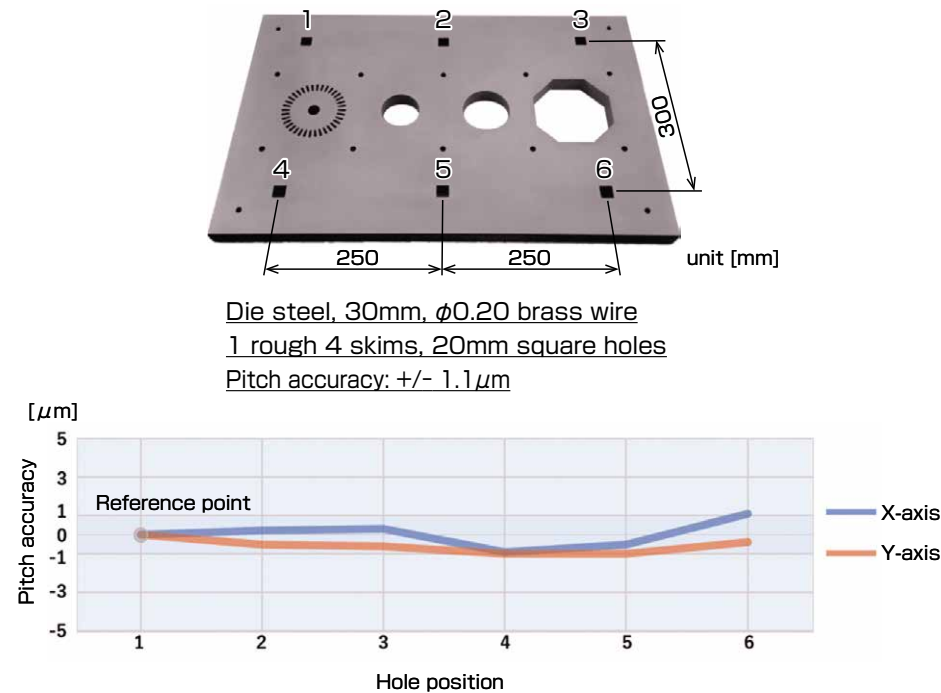 1 2 3
300
4 5 6
250 250 unit [mm]
Die steel, 30mm, φ0.20 brass wire
1 rough 4 skims, 20mm square holes
Pitch accuracy: +/- 1.1μm
[μm]
Pitch accuracy
5
3
1
0
-1
-3
-5
Reference point
X-axis
Y-axis
1 2 3 4 5 6
Hole position